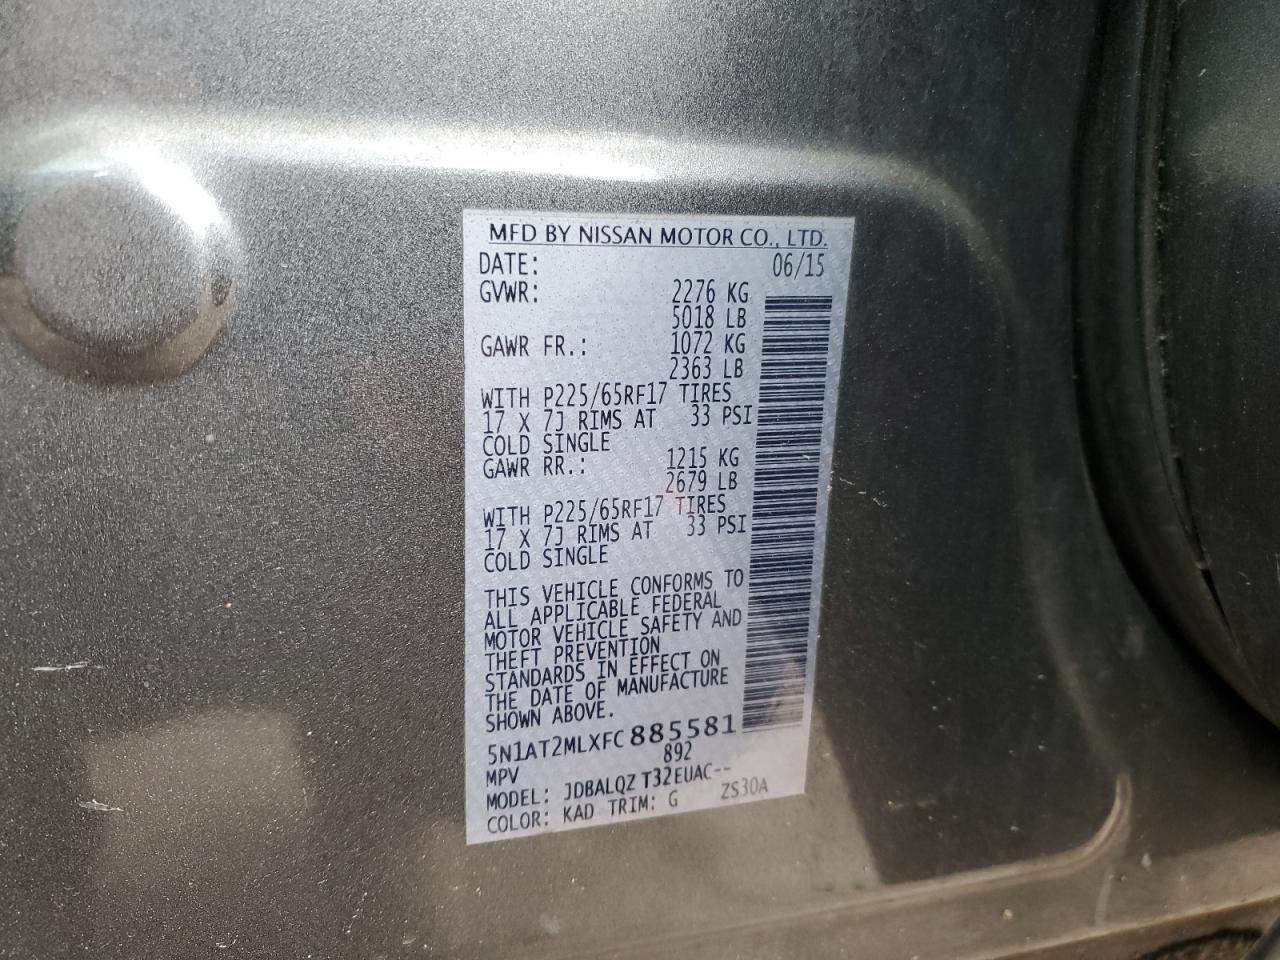 MFD BY NISSAN MOTOR CO., LTD.
DATE: 06/15
GVWR: 2276 KG
5018 LB
GAWR FR.: 1072 KG
2363 LB
WITH P225/65RF17 TIRES
17 X 7J RIMS AT 33 PSI
COLD SINGLE
GAWR RR.: 1215 KG
2679 LB
WITH P225/65RF17 TIRES
17 X 7J RIMS AT 33 PSI
COLD SINGLE
THIS VEHICLE CONFORMS TO
ALL APPLICABLE FEDERAL
MOTOR VEHICLE SAFETY AND
THEFT PREVENTION
STANDARDS IN EFFECT ON
THE DATE OF MANUFACTURE
SHOWN ABOVE.
5N1AT2MLXFC885581
MPV 892
MODEL: JDBALQZ T32EUAC--
COLOR: KAD TRIM: G ZS30A